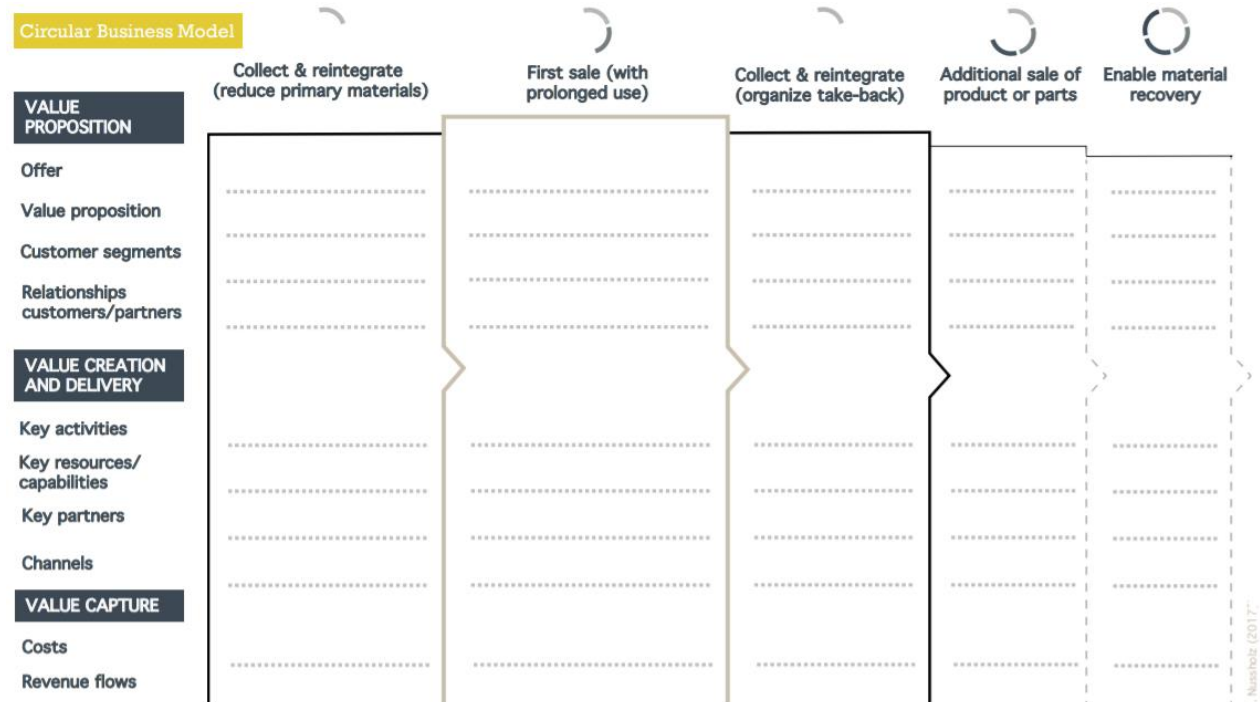 Circular Business Model
Collect & reintegrate
(reduce primary materials)
First sale (with
prolonged use)
Collect & reintegrate
(organize take-back)
Additional sale of
product or parts
Enable material
recovery
VALUE
PROPOSITION
Offer
Value proposition
Customer segments
Relationships
customers/partners
VALUE CREATION
AND DELIVERY
Key activities
Key resources/
capabilities
Key partners
Channels
VALUE CAPTURE
Costs
Revenue flows
Nussholz (2017)